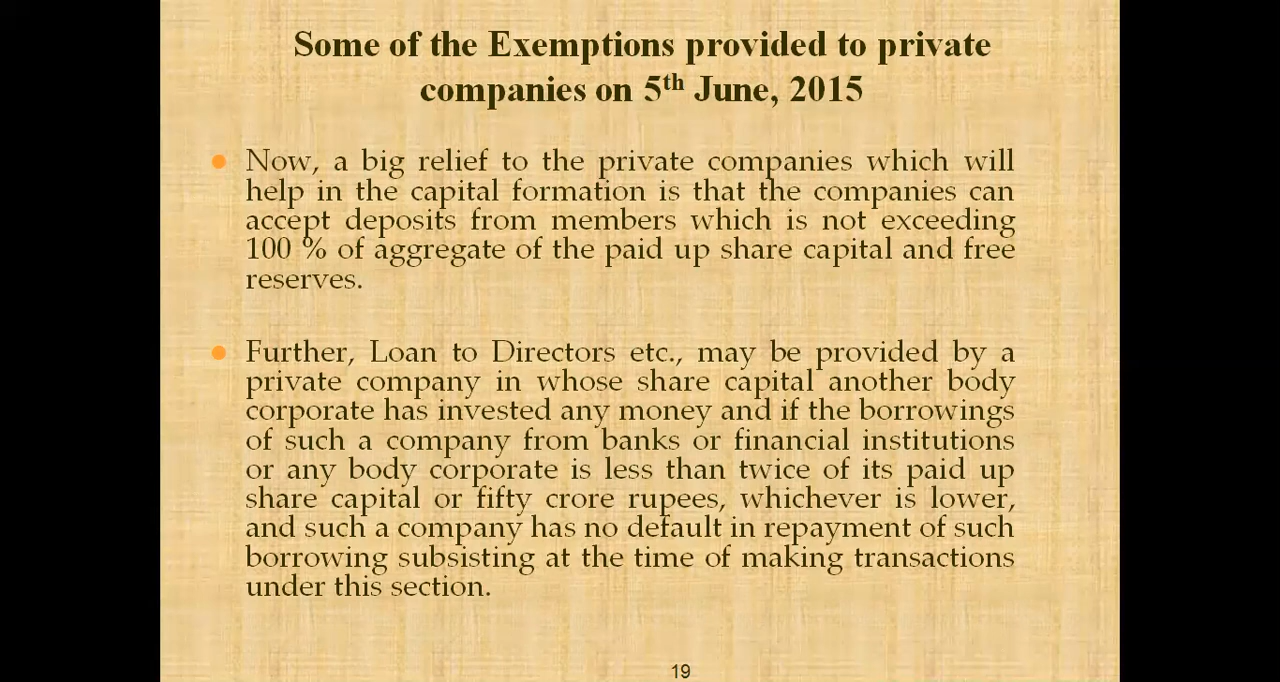 Some of the Exemptions provided to private
companies on 5th June, 2015
Now, a big relief to the private companies which will
help in the capital formation is that the companies can
accept deposits from members which is not exceeding
100 % of aggregate of the paid up share capital and free
reserves.
Further, Loan to Directors etc., may be provided by a
private company in whose share capital another body
corporate has invested any money and if the borrowings
of such a company from banks or financial institutions
or any body corporate is less than twice of its paid up
share capital or fifty crore rupees, whichever is lower,
and such a company has no default in repayment of such
borrowing subsisting at the time of making transactions
under this section.
19